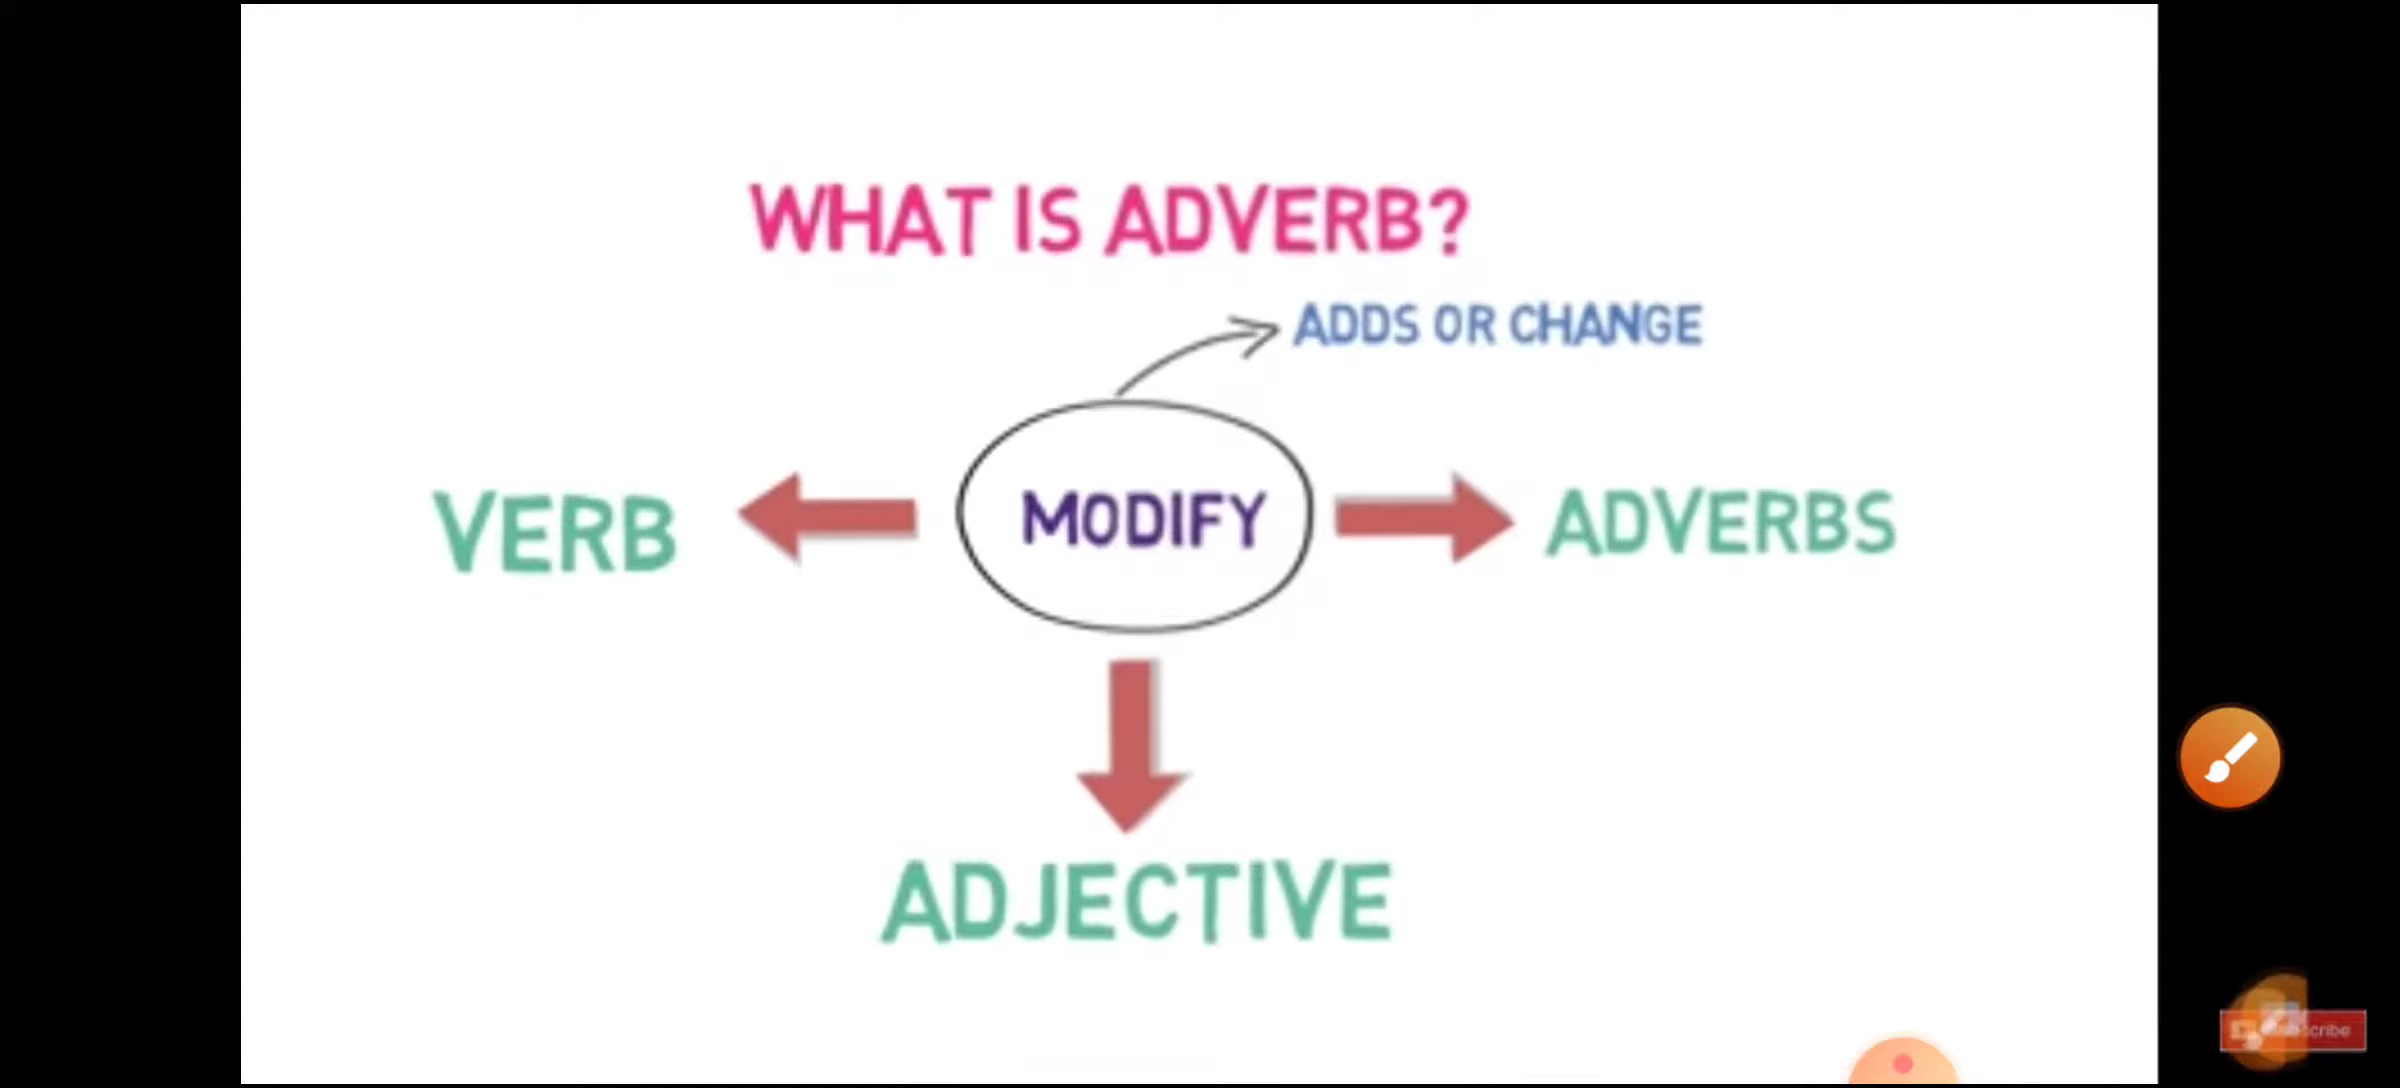 WHAT IS ADVERB?
ADDS OR CHANGE
VERB
MODIFY
ADVERBS
ADJECTIVE